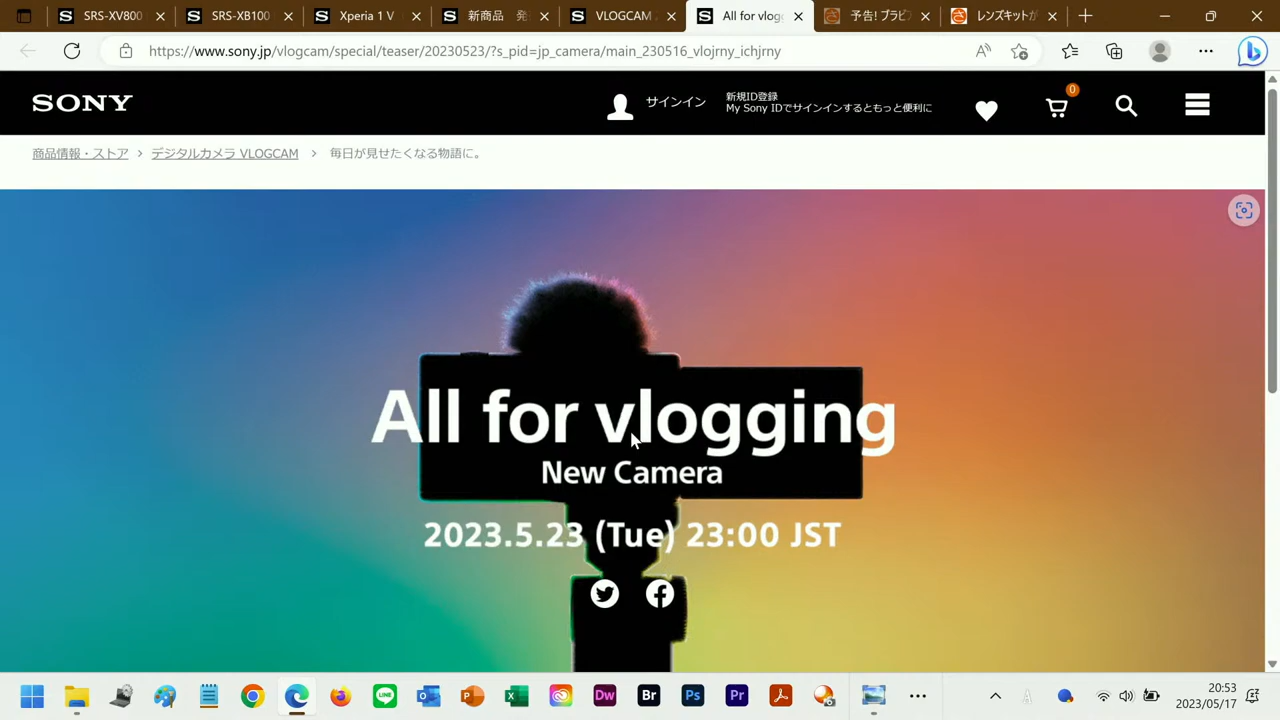 SRS-XV800
SRS-XB100
Xperia 1 V
新商品 発
VLOGCAM
All for vlog
予告! ブラビア
レンズキットが
https://www.sony.jp/vlogcam/special/teaser/20230523/?s_pid=jp_camera/main_230516_vlojrny_ichjrny
SONY
サインイン
新規ID登録
My Sony IDでサインインするともっと便利に
0
商品情報・ストア > デジタルカメラ VLOGCAM > 毎日が見せたくなる物語に。
All for vlogging
New Camera
2023.5.23 (Tue) 23:00 JST
20:53
2023/05/17